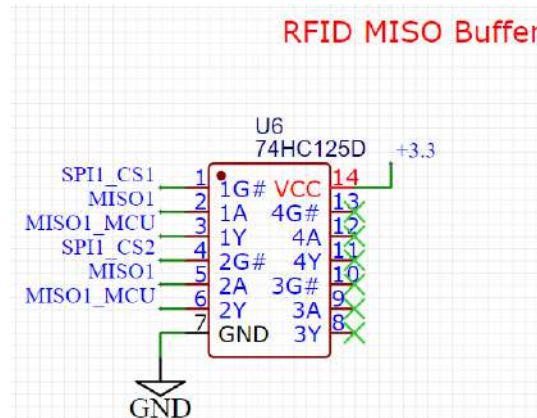 RFID MISO Buffer
U6
74HC125D
+3.3
SPI1_CS1 1 1G# VCC 14
MISO1 2 1A 4G# 13
MISO1_MCU 3 1Y 4A 12
SPI1_CS2 4 2G# 4Y 11
MISO1 5 2A 3G# 10
MISO1_MCU 6 2Y 3A 9
7 GND 3Y 8
GND